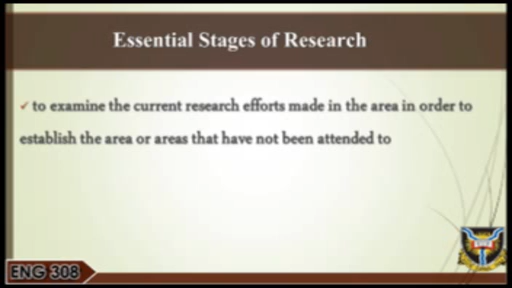 Essential Stages of Research
✓ to examine the current research efforts made in the area in order to
establish the area or areas that have not been attended to
ENG 308